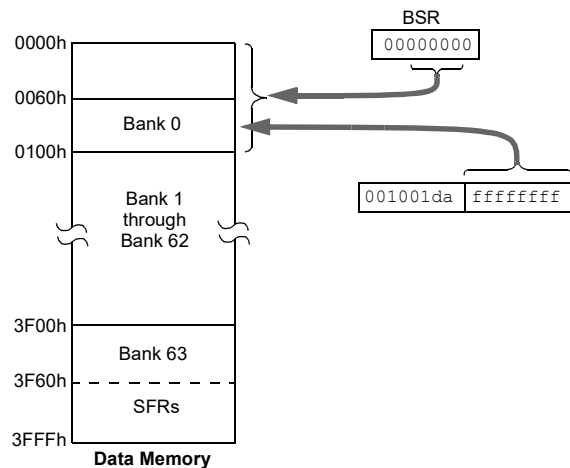 BSR
00000000
0000h
0060h
Bank 0
0100h
001001da ffffffff
Bank 1
through
Bank 62
3F00h
Bank 63
3F60h
SFRs
3FFFh
Data Memory